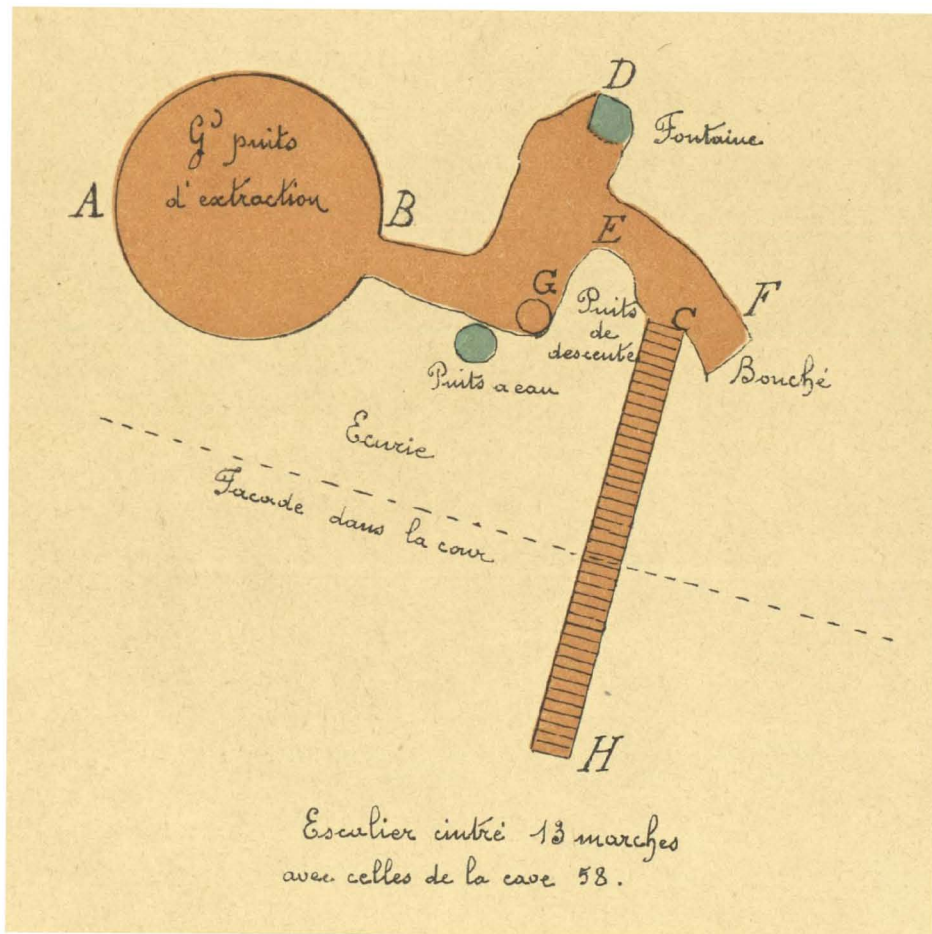 D
Gᵈ puits
d'extraction
Fontaine
A
B
E
F
G
Puits
de
descente
C
Bouché
Puits a eau
Ecurie
Facade dans la cour
H
Escalier cintré 13 marches
avec celles de la cave 58.